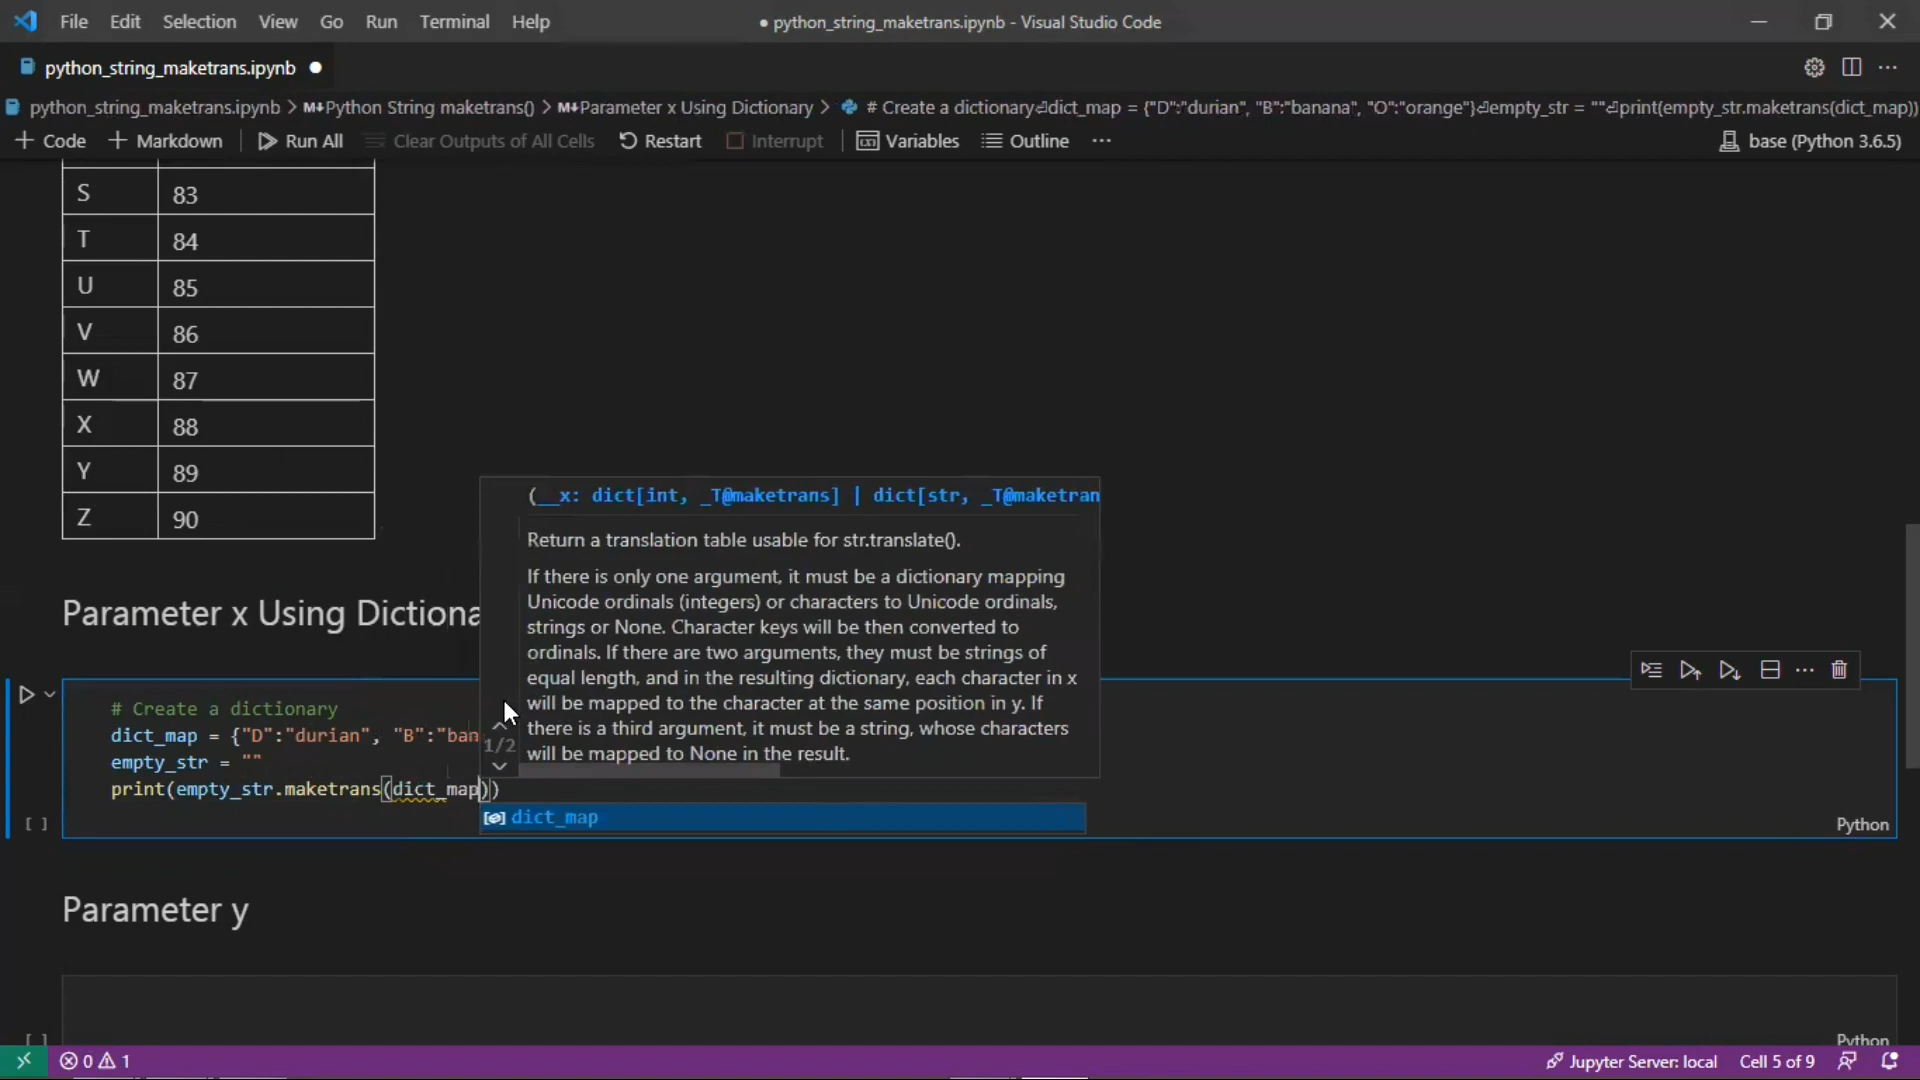 File Edit Selection View Go Run Terminal Help
● python_string_maketrans.ipynb - Visual Studio Code
python_string_maketrans.ipynb ●
python_string_maketrans.ipynb > M↓Python String maketrans() > M↓Parameter x Using Dictionary > # Create a dictionary⏎dict_map = {"D":"durian", "B":"banana", "O":"orange"}⏎empty_str = ""⏎print(empty_str.maketrans(dict_map))
+ Code + Markdown Run All Clear Outputs of All Cells Restart Interrupt Variables Outline ··· base (Python 3.6.5)
S 83
T 84
U 85
V 86
W 87
X 88
Y 89
Z 90
(__x: dict[int, _T@maketrans] | dict[str, _T@maketran
Return a translation table usable for str.translate().
If there is only one argument, it must be a dictionary mapping
Unicode ordinals (integers) or characters to Unicode ordinals,
strings or None. Character keys will be then converted to
ordinals. If there are two arguments, they must be strings of
equal length, and in the resulting dictionary, each character in x
will be mapped to the character at the same position in y. If
there is a third argument, it must be a string, whose characters
will be mapped to None in the result.
1/2
Parameter x Using Dictiona
# Create a dictionary
dict_map = {"D":"durian", "B":"ban
empty_str = ""
print(empty_str.maketrans(dict_map))
dict_map
[ ]
Python
Parameter y
[ ]
Python
0 1
Jupyter Server: local Cell 5 of 9